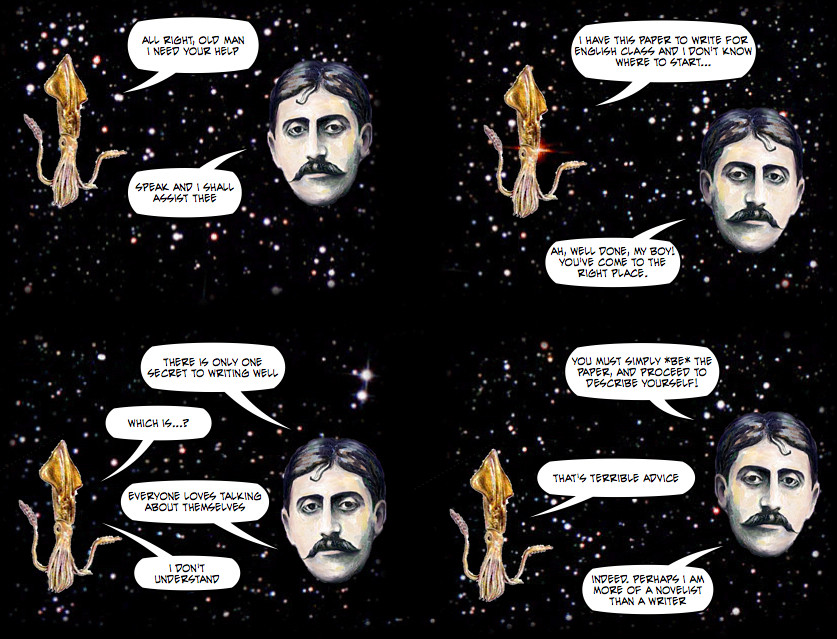 ALL RIGHT, OLD MAN
I NEED YOUR HELP
SPEAK AND I SHALL
ASSIST THEE
I HAVE THIS PAPER TO WRITE FOR
ENGLISH CLASS AND I DON'T KNOW
WHERE TO START...
AH, WELL DONE, MY BOY!
YOU'VE COME TO THE
RIGHT PLACE.
THERE IS ONLY ONE
SECRET TO WRITING WELL
WHICH IS...?
EVERYONE LOVES TALKING
ABOUT THEMSELVES
I DON'T
UNDERSTAND
YOU MUST SIMPLY *BE* THE
PAPER, AND PROCEED TO
DESCRIBE YOURSELF!
THAT'S TERRIBLE ADVICE
INDEED. PERHAPS I AM
MORE OF A NOVELIST
THAN A WRITER